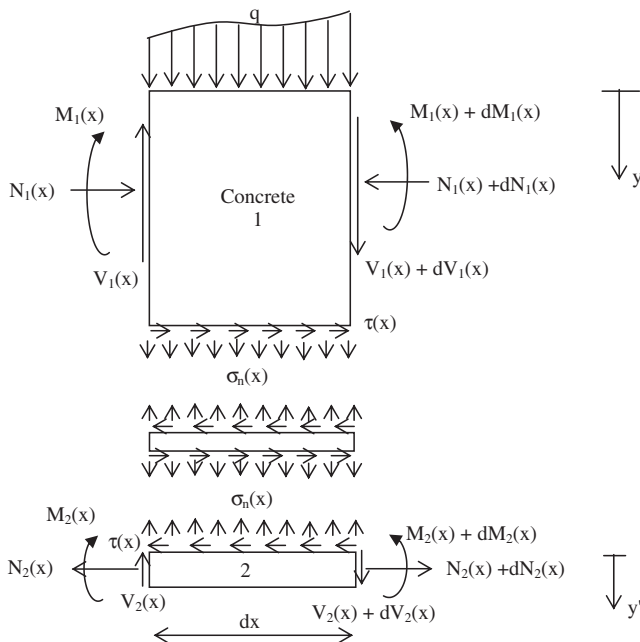 q
M₁(x)
M₁(x) + dM₁(x)
N₁(x)
Concrete
1
N₁(x) +dN₁(x)
y
V₁(x)
V₁(x) + dV₁(x)
τ(x)
σₙ(x)
σₙ(x)
M₂(x)
τ(x)
M₂(x) + dM₂(x)
N₂(x)
2
N₂(x) +dN₂(x)
V₂(x)
V₂(x) + dV₂(x)
y'
dx